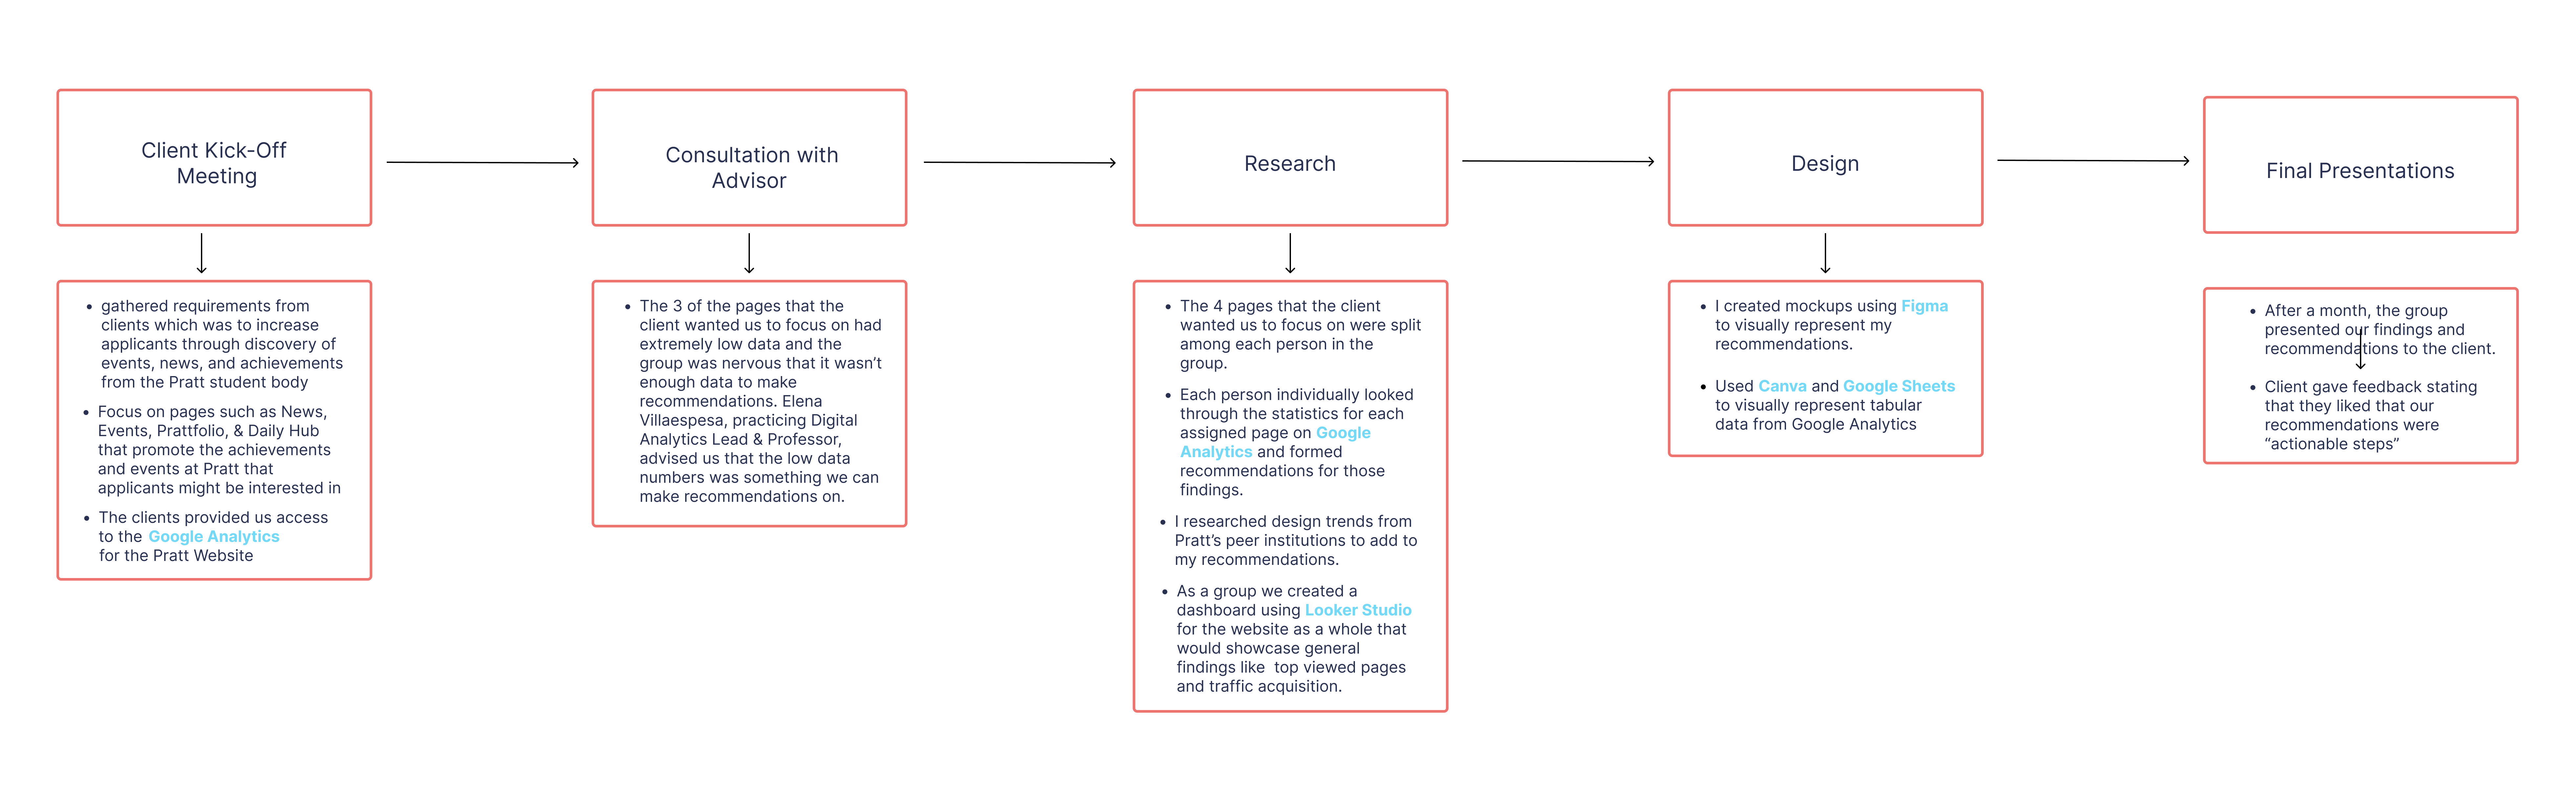 Client Kick-Off
Meeting
Consultation with
Advisor
Research
Design
Final Presentations
• gathered requirements from
clients which was to increase
applicants through discovery of
events, news, and achievements
from the Pratt student body
• Focus on pages such as News,
Events, Prattfolio, & Daily Hub
that promote the achievements
and events at Pratt that
applicants might be interested in
• The clients provided us access
to the Google Analytics
for the Pratt Website
• The 3 of the pages that the
client wanted us to focus on had
extremely low data and the
group was nervous that it wasn’t
enough data to make
recommendations. Elena
Villaespesa, practicing Digital
Analytics Lead & Professor,
advised us that the low data
numbers was something we can
make recommendations on.
• The 4 pages that the client
wanted us to focus on were split
among each person in the
group.
• Each person individually looked
through the statistics for each
assigned page on Google
Analytics and formed
recommendations for those
findings.
• I researched design trends from
Pratt’s peer institutions to add to
my recommendations.
• As a group we created a
dashboard using Looker Studio
for the website as a whole that
would showcase general
findings like  top viewed pages
and traffic acquisition.
• I created mockups using Figma
to visually represent my
recommendations.
• Used Canva and Google Sheets
to visually represent tabular
data from Google Analytics
• After a month, the group
presented our findings and
recommendations to the client.
• Client gave feedback stating
that they liked that our
recommendations were
“actionable steps”